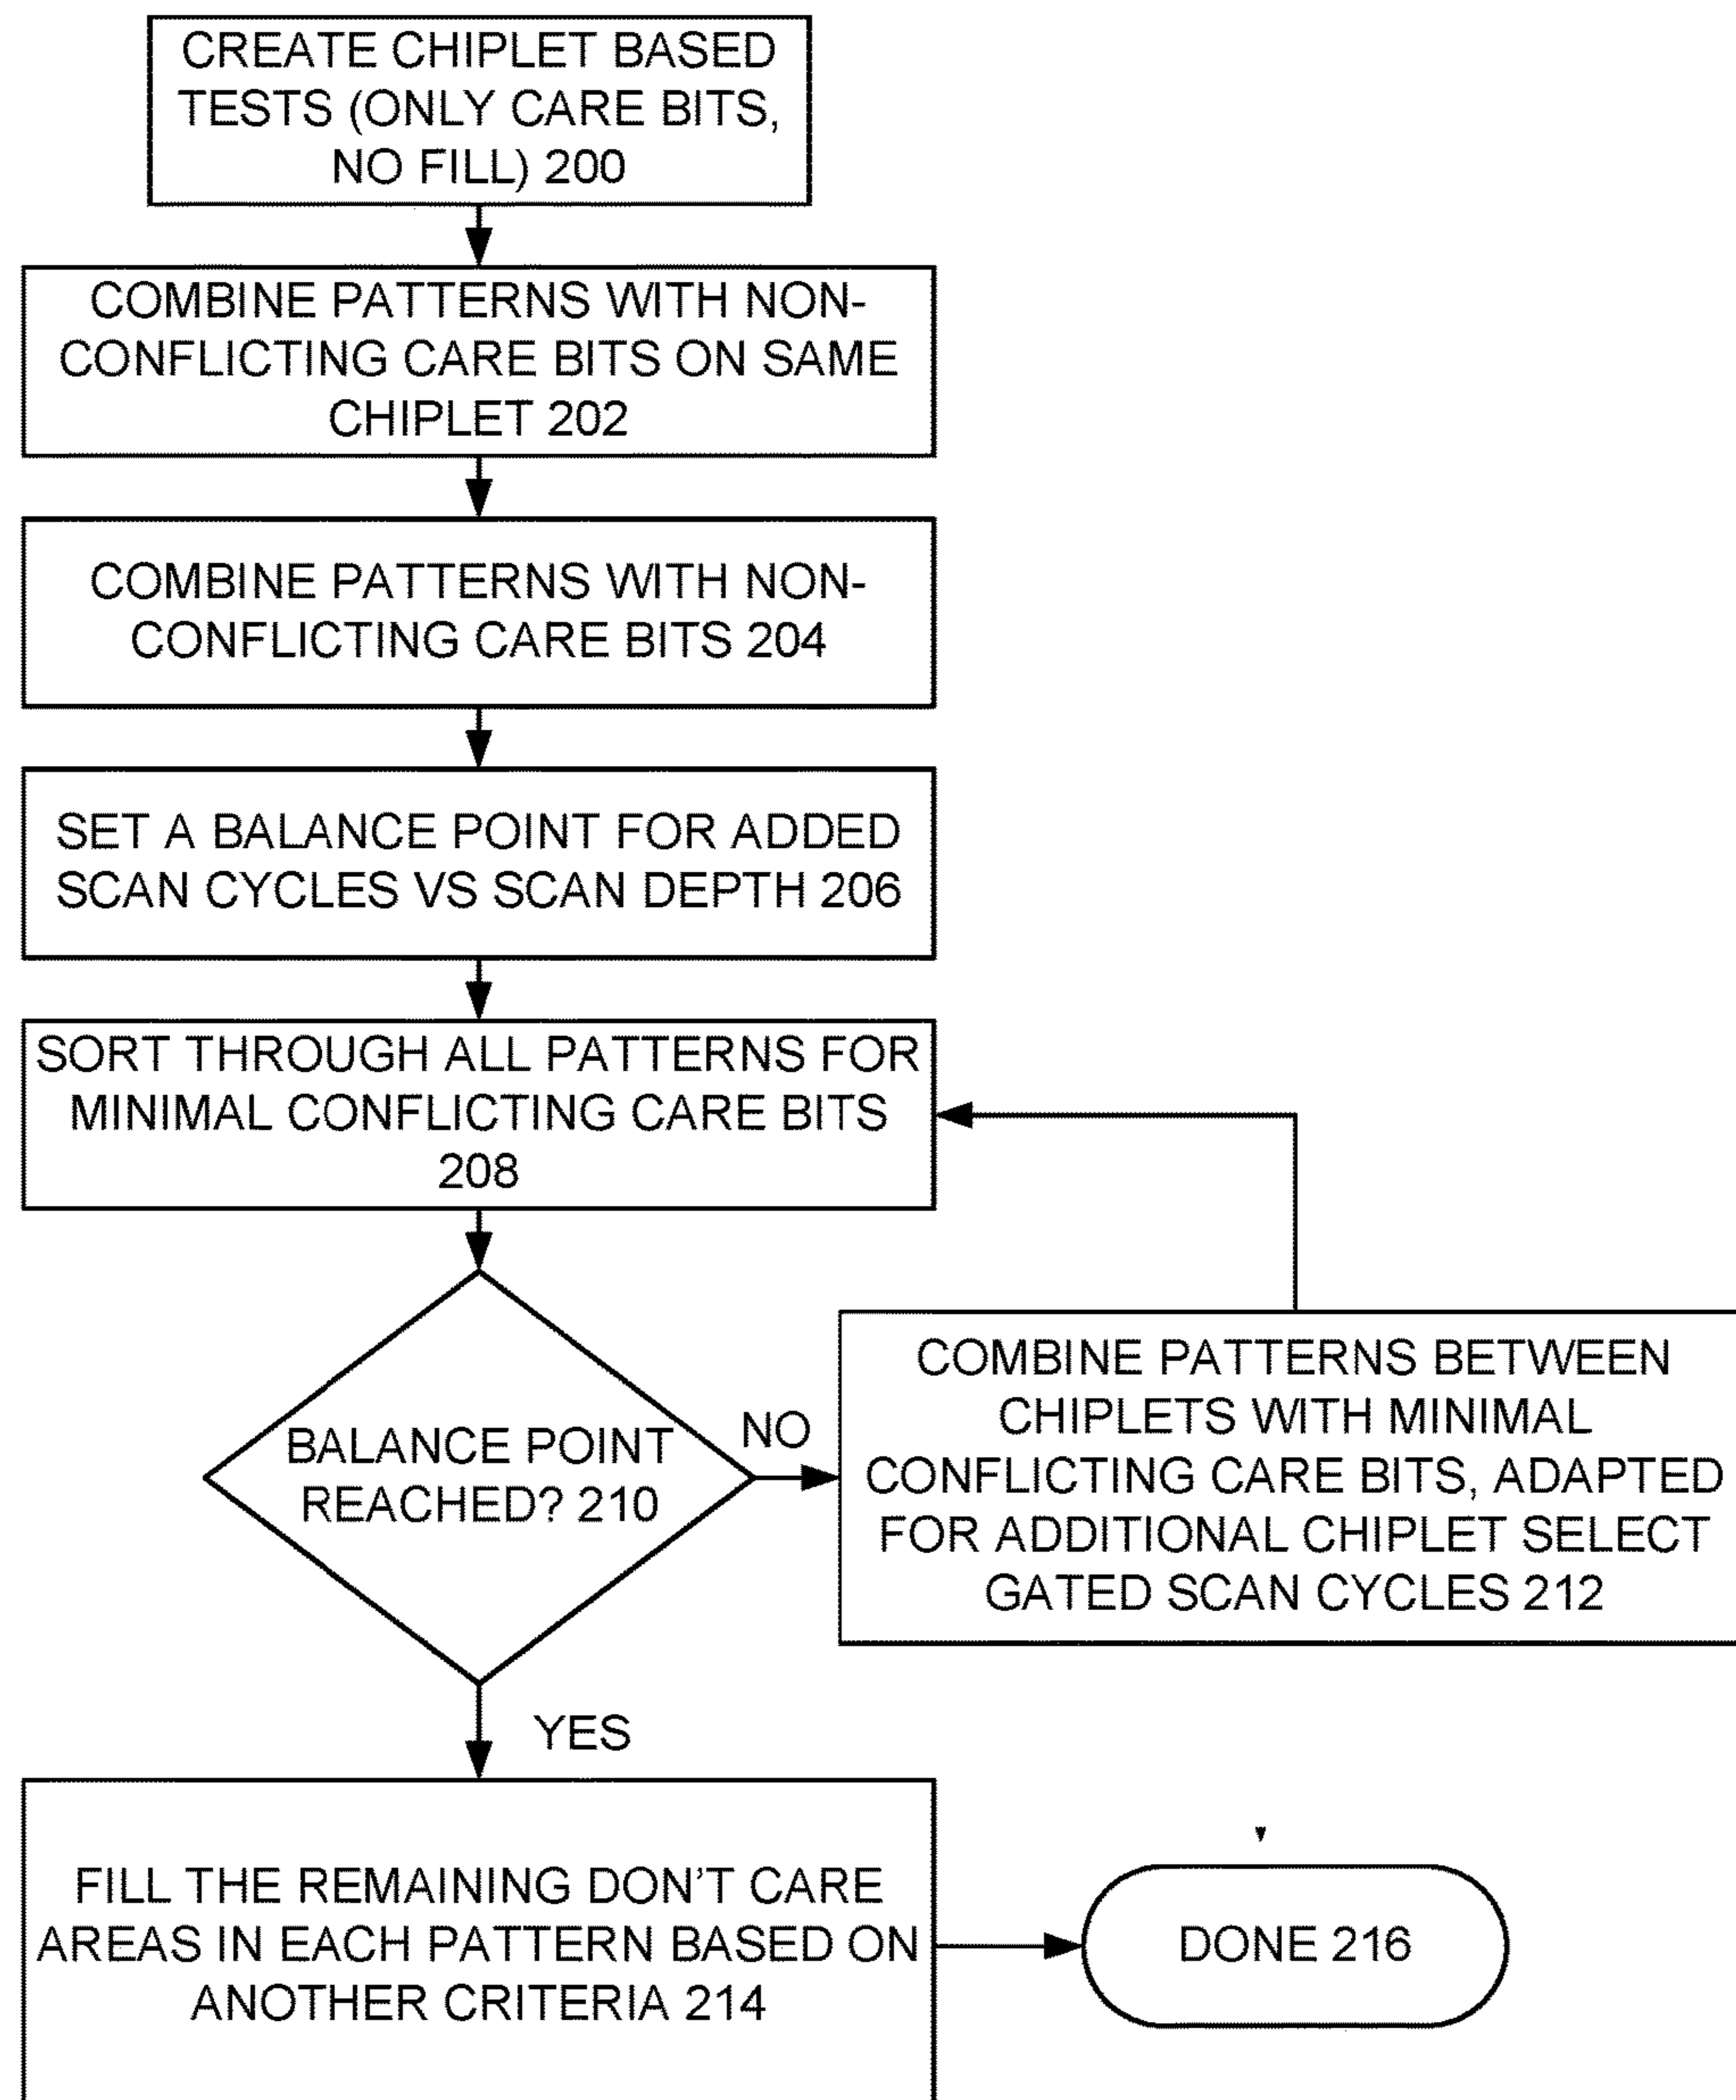 CREATE CHIPLET BASED
TESTS (ONLY CARE BITS,
NO FILL) 200
COMBINE PATTERNS WITH NON-
CONFLICTING CARE BITS ON SAME
CHIPLET 202
COMBINE PATTERNS WITH NON-
CONFLICTING CARE BITS 204
SET A BALANCE POINT FOR ADDED
SCAN CYCLES VS SCAN DEPTH 206
SORT THROUGH ALL PATTERNS FOR
MINIMAL CONFLICTING CARE BITS
208
BALANCE POINT
REACHED? 210
NO
COMBINE PATTERNS BETWEEN
CHIPLETS WITH MINIMAL
CONFLICTING CARE BITS, ADAPTED
FOR ADDITIONAL CHIPLET SELECT
GATED SCAN CYCLES 212
YES
FILL THE REMAINING DON'T CARE
AREAS IN EACH PATTERN BASED ON
ANOTHER CRITERIA 214
DONE 216